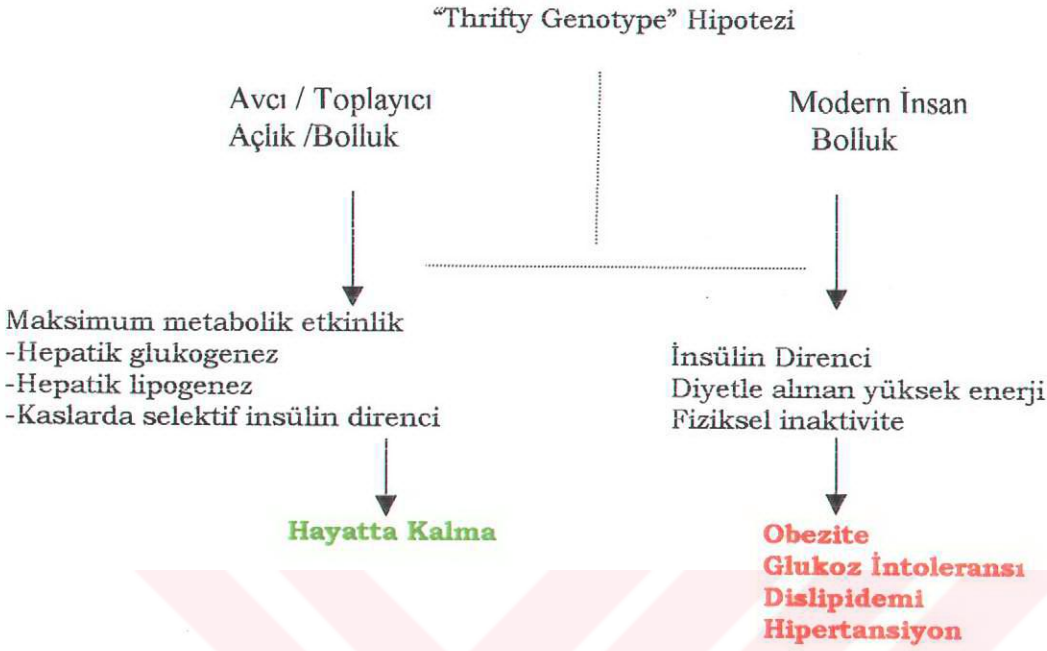 “Thrifty Genotype” Hipotezi
Avcı / Toplayıcı
Açlık /Bolluk
Modern İnsan
Bolluk
Maksimum metabolik etkinlik
-Hepatik glukogenez
-Hepatik lipogenez
-Kaslarda selektif insülin direnci
İnsülin Direnci
Diyetle alınan yüksek enerji
Fiziksel inaktivite
Hayatta Kalma
Obezite
Glukoz İntoleransı
Dislipidemi
Hipertansiyon